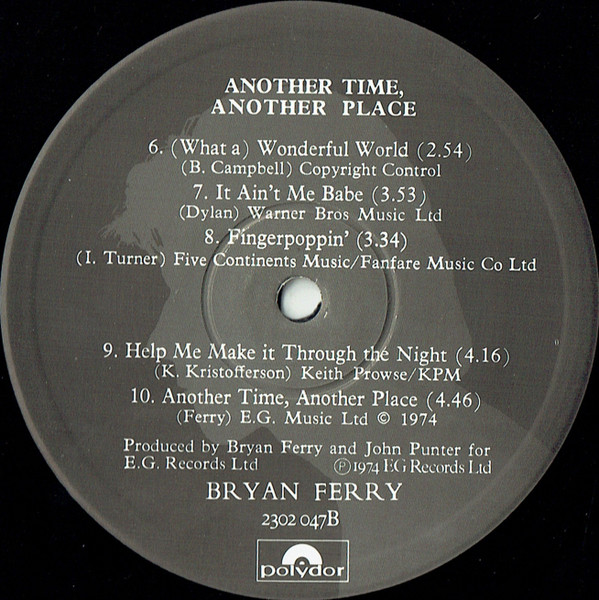 ANOTHER TIME,
ANOTHER PLACE
6. (What a) Wonderful World (2.54)
(B. Campbell) Copyright Control
7. It Ain't Me Babe (3.53)
(Dylan) Warner Bros Music Ltd
8. Fingerpoppin' (3.34)
(I. Turner) Five Continents Music/Fanfare Music Co Ltd
9. Help Me Make it Through the Night (4.16)
(K. Kristofferson) Keith Prowse/KPM
10. Another Time, Another Place (4.46)
(Ferry) E.G. Music Ltd © 1974
Produced by Bryan Ferry and John Punter for
E.G. Records Ltd ℗1974 EG Records Ltd
BRYAN FERRY
2302 047B
polydor